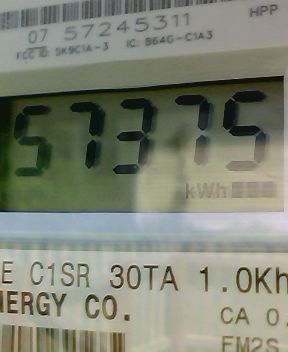 HPP
07 57245311
FCC ID: SK9C1A-3 IC: 864G-C1A3
57375
kWh
E C1SR 30TA 1.0Kh
NERGY CO.
CA 0.
FM2S